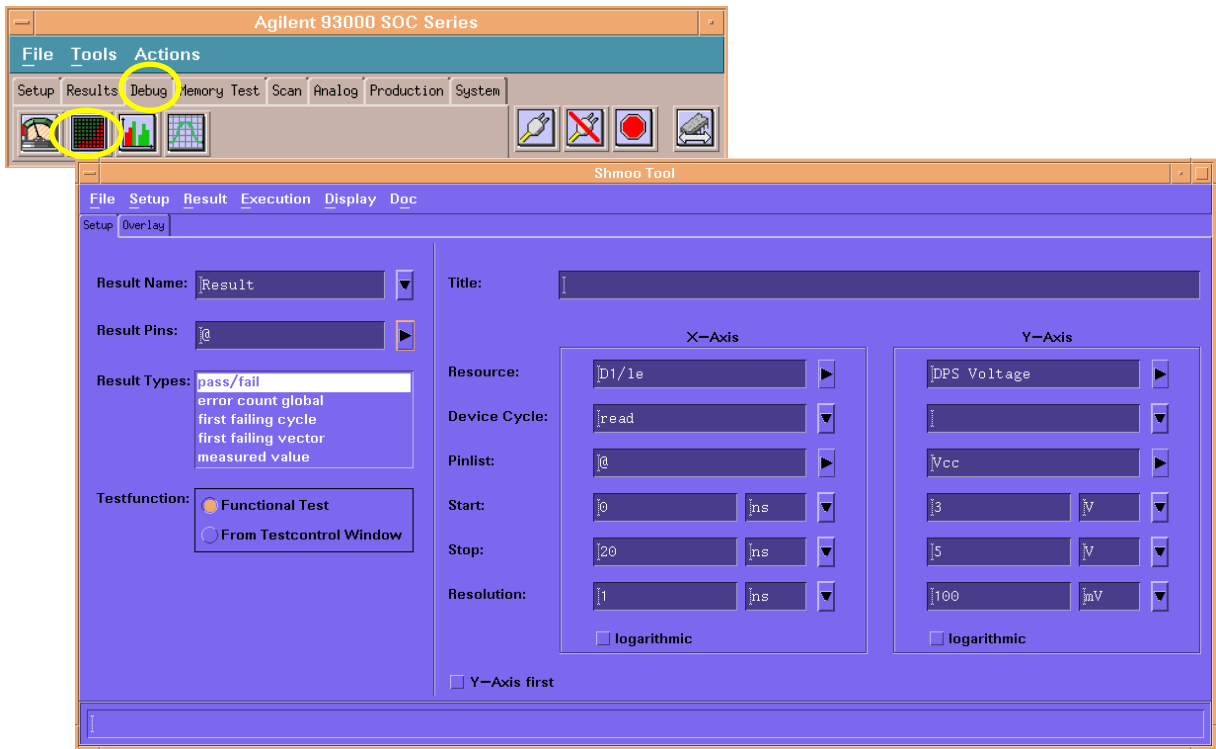 Agilent 93000 SOC Series
File Tools Actions
Setup Results Debug Memory Test Scan Analog Production System
Shmoo Tool
File Setup Result Execution Display Doc
Setup Overlay
Result Name: Result
Title:
Result Pins: @
X-Axis Y-Axis
Result Types: pass/fail
error count global
first failing cycle
first failing vector
measured value
Resource: D1/le DPS Voltage
Device Cycle: read
Pinlist: @ Vcc
Testfunction: Functional Test
From Testcontrol Window
Start: 0 ns 3 V
Stop: 20 ns 5 V
Resolution: 1 ns 100 mV
logarithmic logarithmic
Y-Axis first